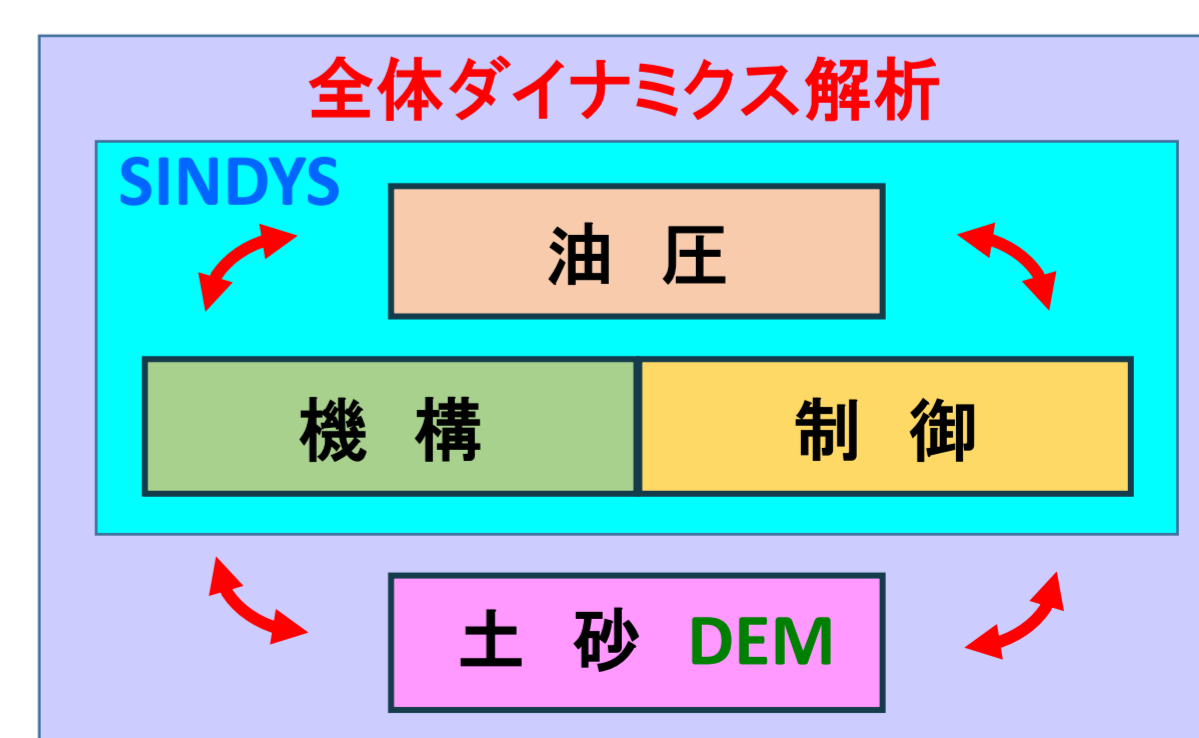 全体ダイナミクス解析
SINDYS
油 圧
機 構
制 御
土 砂 DEM